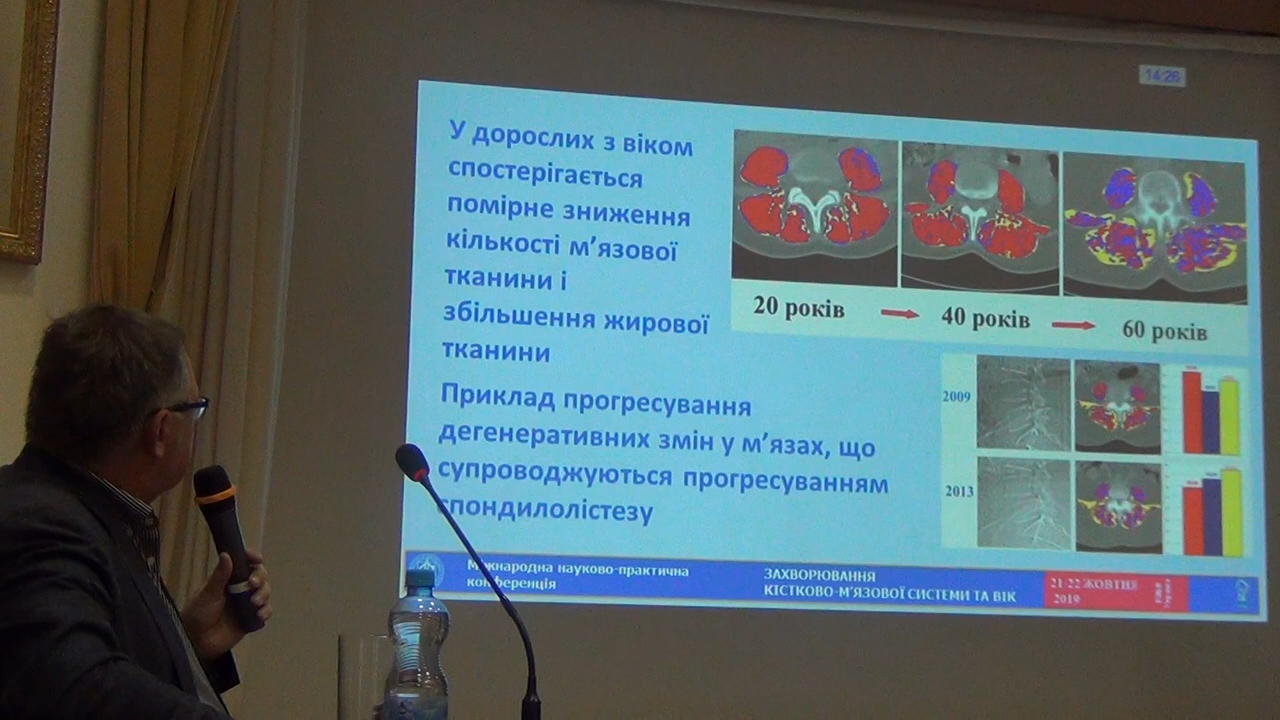 14:26
У дорослих з віком
спостерігається
помірне зниження
кількості м’язової
тканини і
збільшення жирової
тканини
20 років
40 років
60 років
Приклад прогресування
дегенеративних змін у м’язах, що
супроводжуються прогресуванням
спондилолістезу
2009
2013
Міжнародна науково-практична
конференція
ЗАХВОРЮВАННЯ
КІСТКОВО-М’ЯЗОВОЇ СИСТЕМИ ТА ВІК
21-22 ЖОВТНЯ
2019